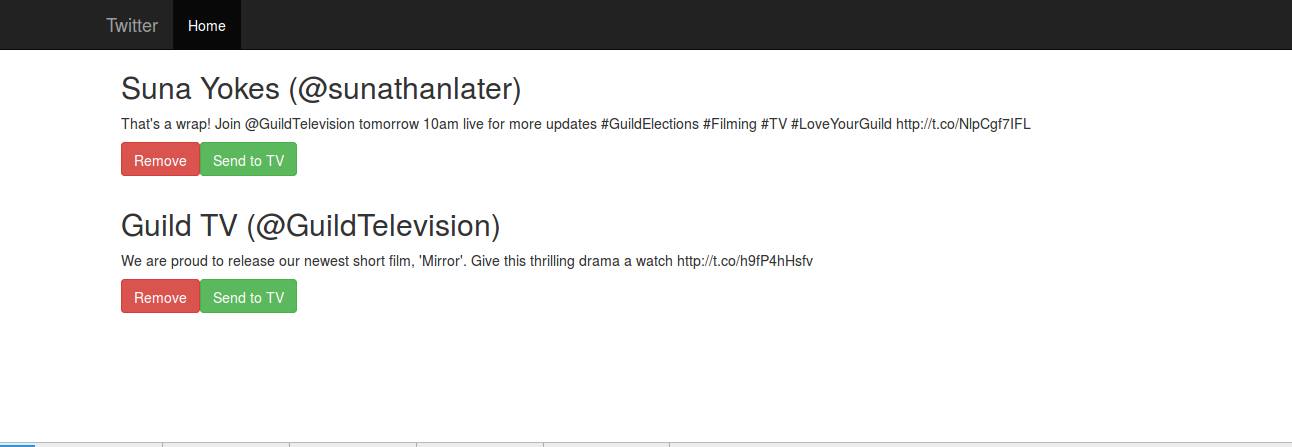 Twitter Home
Suna Yokes (@sunathanlater)
That's a wrap! Join @GuildTelevision tomorrow 10am live for more updates #GuildElections #Filming #TV #LoveYourGuild http://t.co/NlpCgf7IFL
Remove Send to TV
Guild TV (@GuildTelevision)
We are proud to release our newest short film, 'Mirror'. Give this thrilling drama a watch http://t.co/h9fP4hHsfv
Remove Send to TV